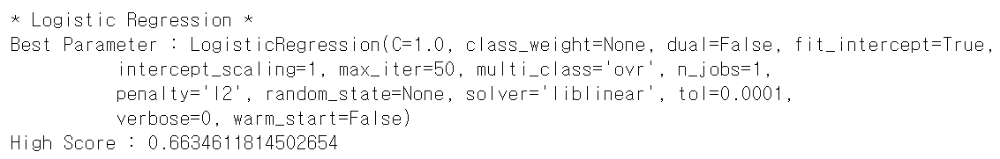 * Logistic Regression *
Best Parameter : LogisticRegression(C=1.0, class_weight=None, dual=False, fit_intercept=True,
intercept_scaling=1, max_iter=50, multi_class='ovr', n_jobs=1,
penalty='l2', random_state=None, solver='liblinear', tol=0.0001,
verbose=0, warm_start=False)
High Score : 0.6634611814502654